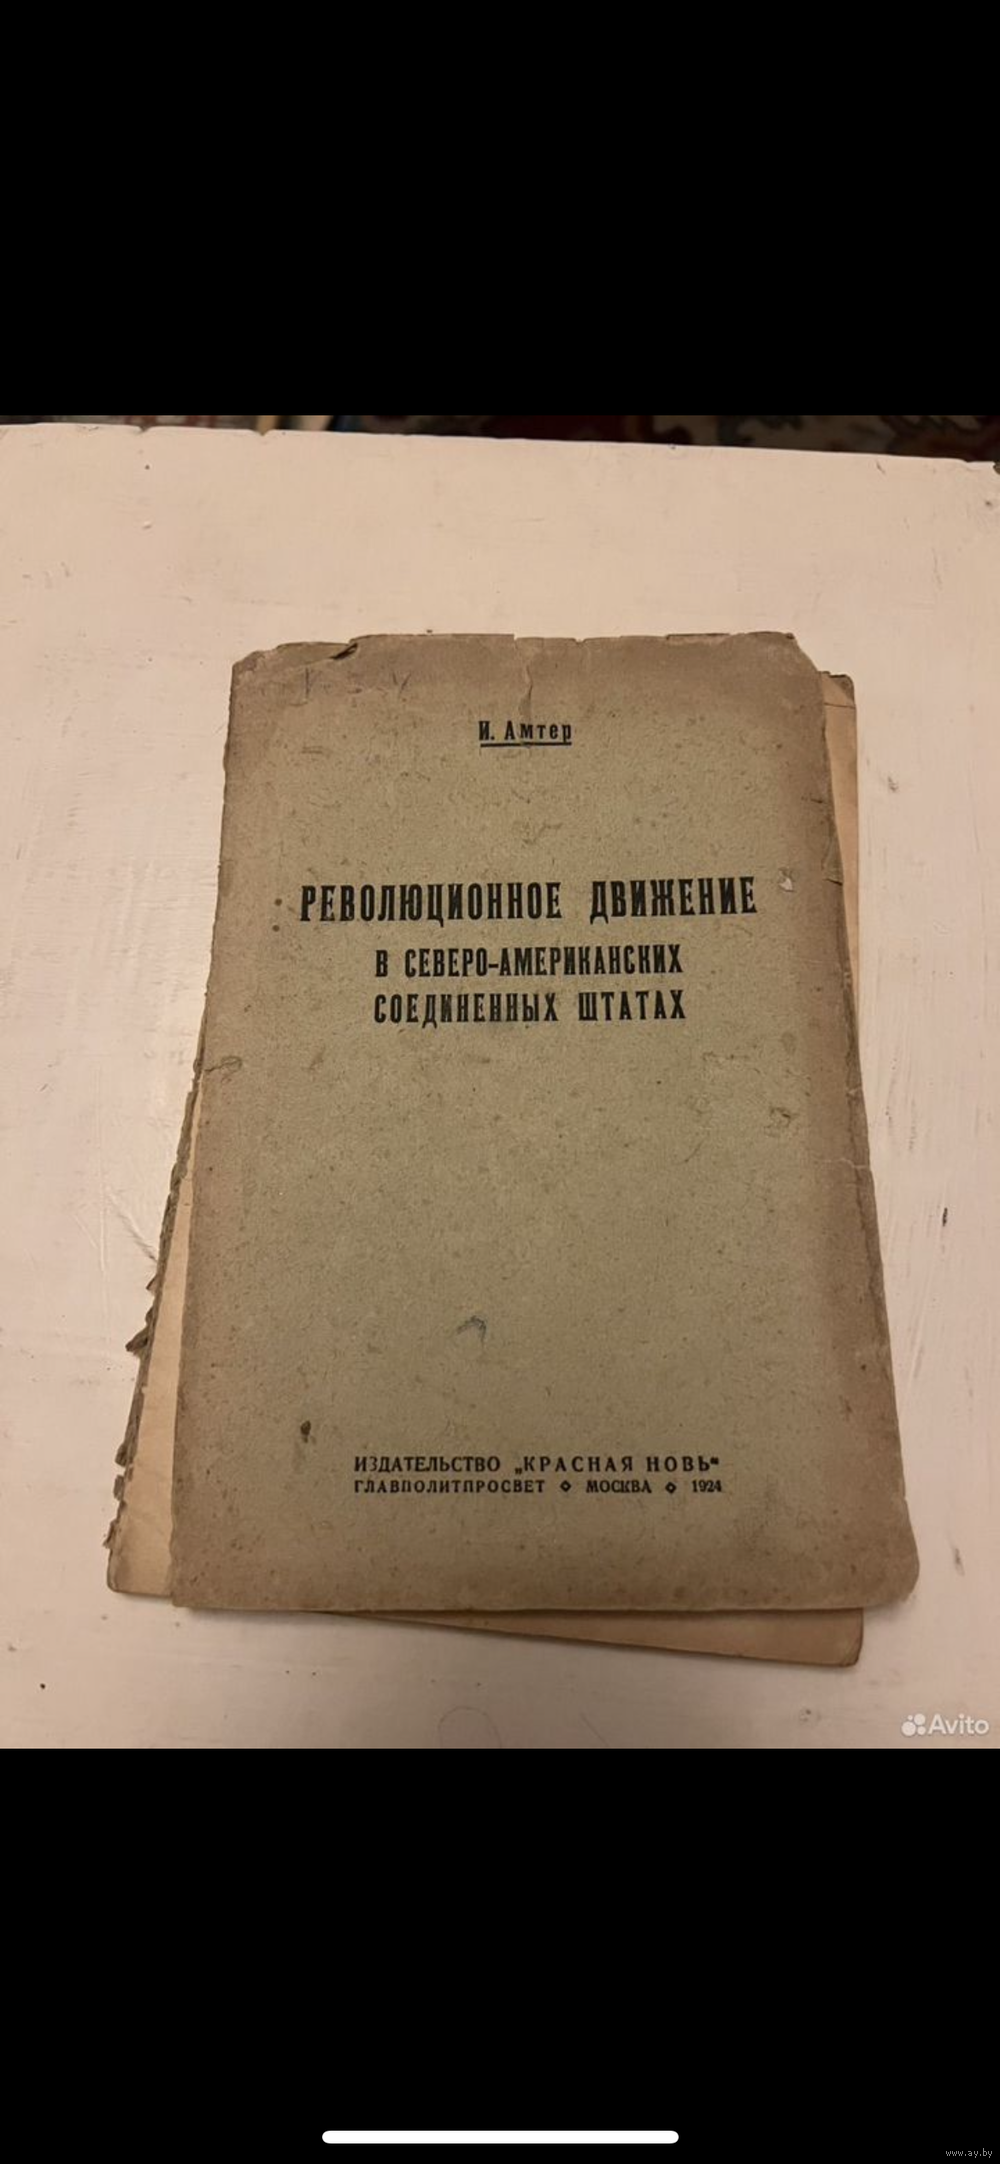 И. Амтер
РЕВОЛЮЦИОННОЕ ДВИЖЕНИЕ
В СЕВЕРО-АМЕРИКАНСКИХ
СОЕДИНЕННЫХ ШТАТАХ
ИЗДАТЕЛЬСТВО „КРАСНАЯ НОВЬ“
ГЛАВПОЛИТПРОСВЕТ ◇ МОСКВА ◇ 1924
Avito
www.ay.by